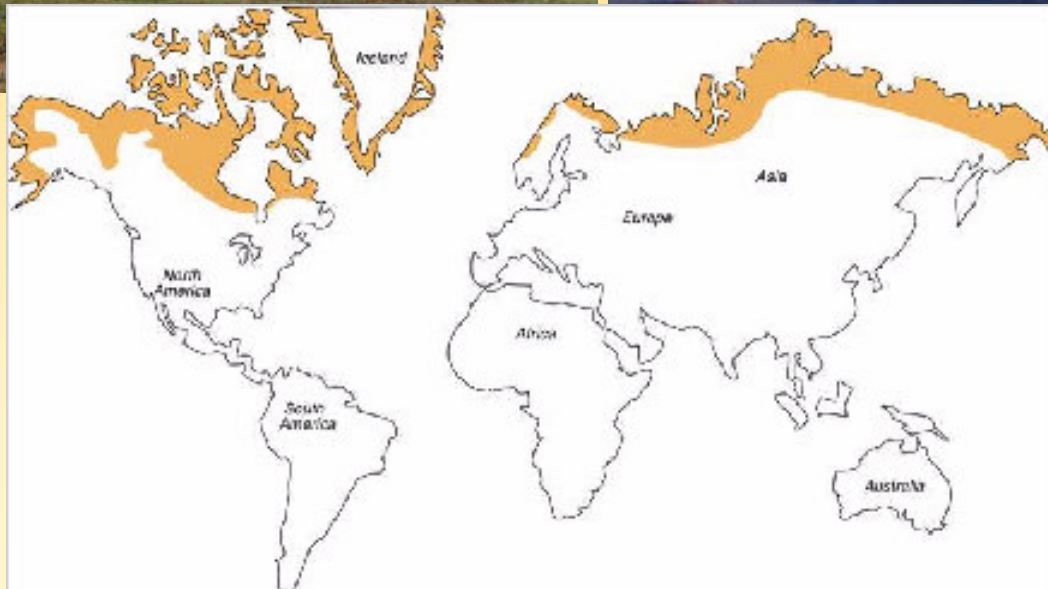 Iceland
Asia
Europe
North
America
Africa
South
America
Australia